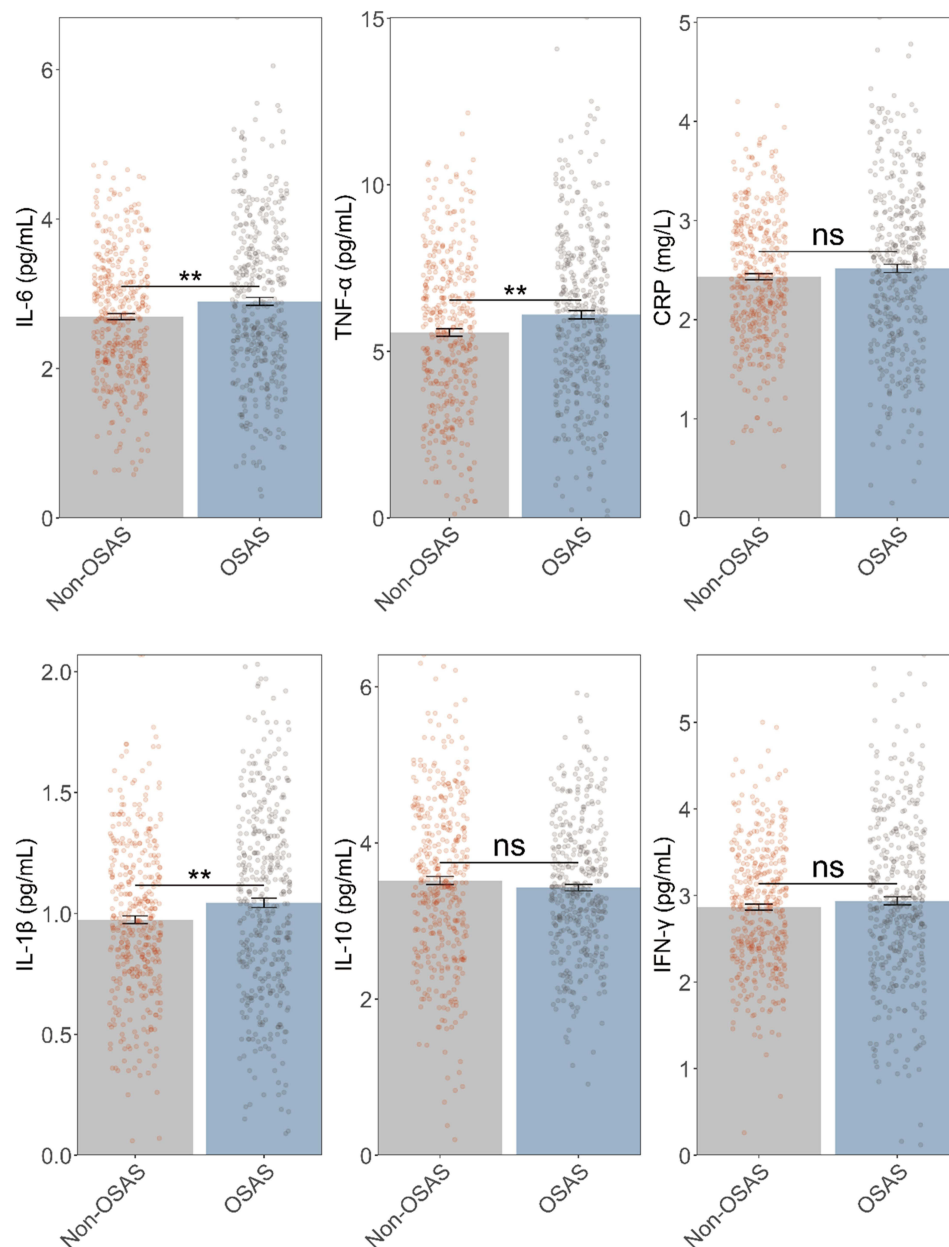 IL-6 (pg/mL)
6
4
2
0
**
Non-OSAS
OSAS
TNF-α (pg/mL)
15
10
5
0
**
Non-OSAS
OSAS
CRP (mg/L)
5
4
3
2
1
0
ns
Non-OSAS
OSAS
IL-1β (pg/mL)
2.0
1.5
1.0
0.5
0.0
**
Non-OSAS
OSAS
IL-10 (pg/mL)
6
4
2
0
ns
Non-OSAS
OSAS
IFN-γ (pg/mL)
5
4
3
2
1
0
ns
Non-OSAS
OSAS